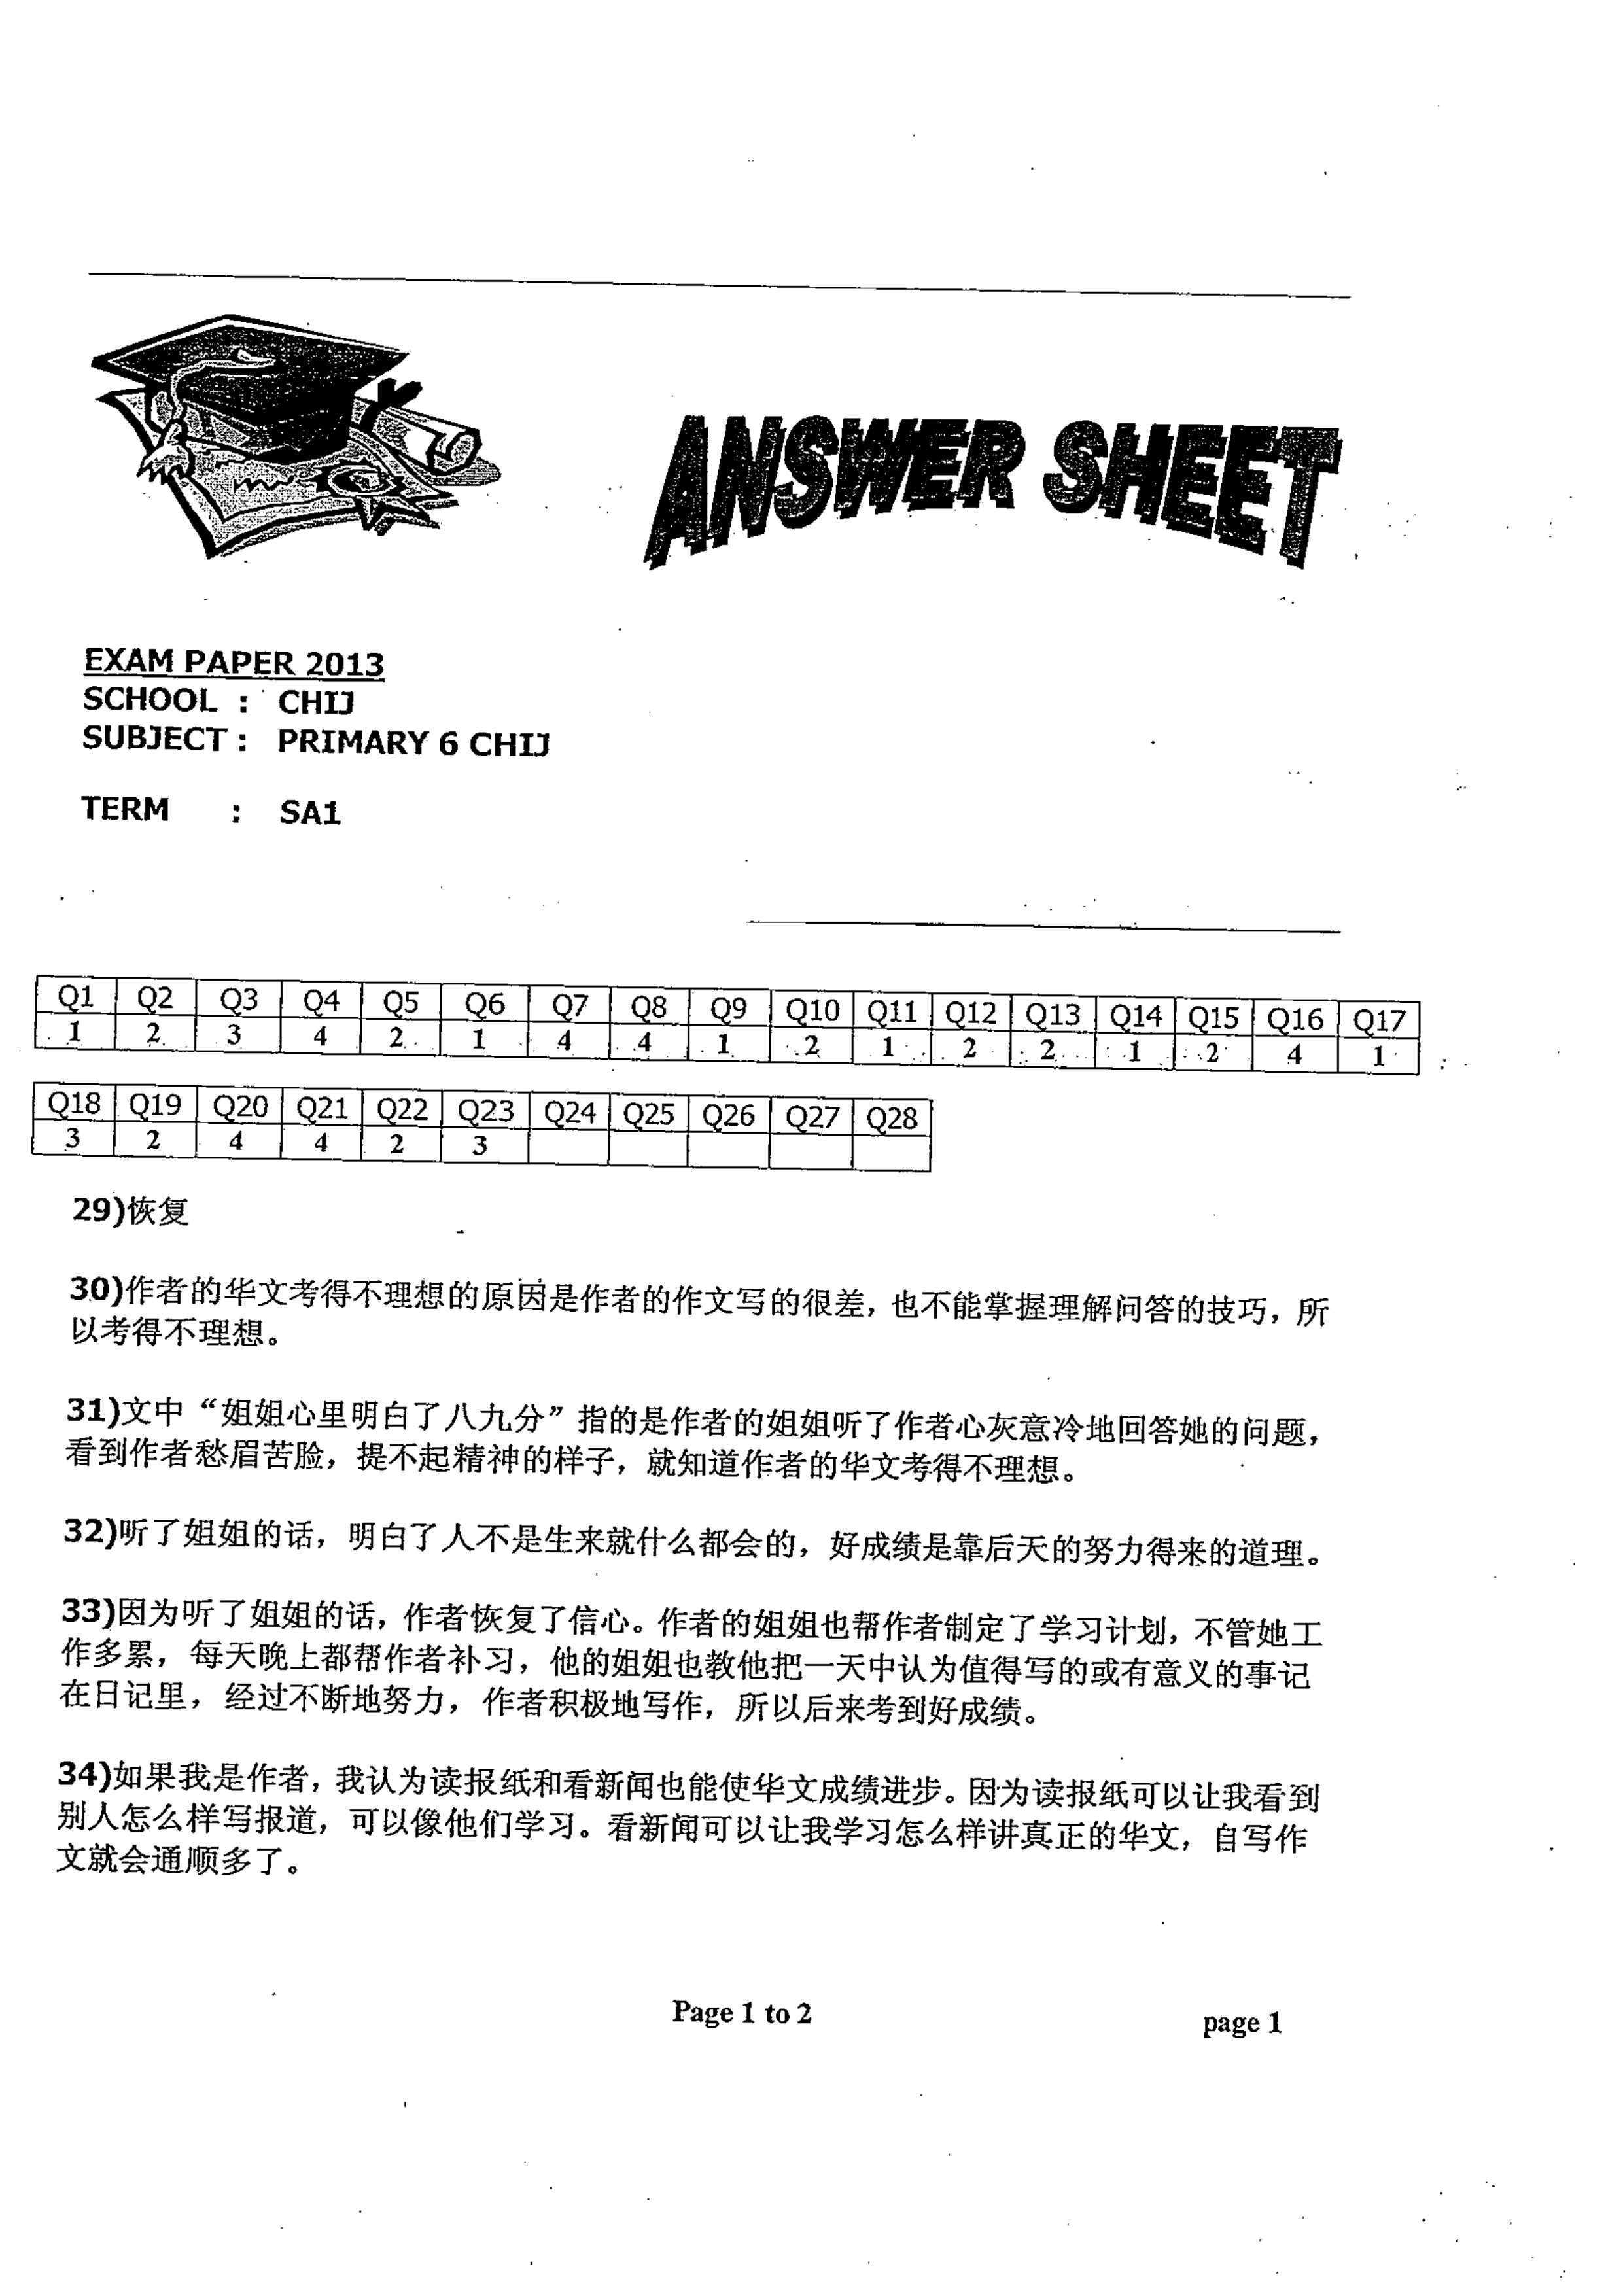 ANSWER SHEET
EXAM PAPER 2013
SCHOOL : CHIJ
SUBJECT : PRIMARY 6 CHIJ
TERM : SA1
Q1 Q2 Q3 Q4 Q5 Q6 Q7 Q8 Q9 Q10 Q11 Q12 Q13 Q14 Q15 Q16 Q17
1 2 3 4 2 1 4 4 1 2 1 2 2 1 2 4 1
Q18 Q19 Q20 Q21 Q22 Q23 Q24 Q25 Q26 Q27 Q28
3 2 4 4 2 3
29)恢复
30)作者的华文考得不理想的原因是作者的作文写的很差，也不能掌握理解问答的技巧，所
以考得不理想。
31)文中“姐姐心里明白了八九分”指的是作者的姐姐听了作者心灰意冷地回答她的问题，
看到作者愁眉苦脸，提不起精神的样子，就知道作者的华文考得不理想。
32)听了姐姐的话，明白了人不是生来就什么都会的，好成绩是靠后天的努力得来的道理。
33)因为听了姐姐的话，作者恢复了信心。作者的姐姐也帮作者制定了学习计划，不管她工
作多累，每天晚上都帮作者补习，他的姐姐也教他把一天中认为值得写的或有意义的事记
在日记里，经过不断地努力，作者积极地写作，所以后来考到好成绩。
34)如果我是作者，我认为读报纸和看新闻也能使华文成绩进步。因为读报纸可以让我看到
别人怎么样写报道，可以像他们学习。看新闻可以让我学习怎么样讲真正的华文，自写作
文就会通顺多了。
Page 1 to 2
page 1